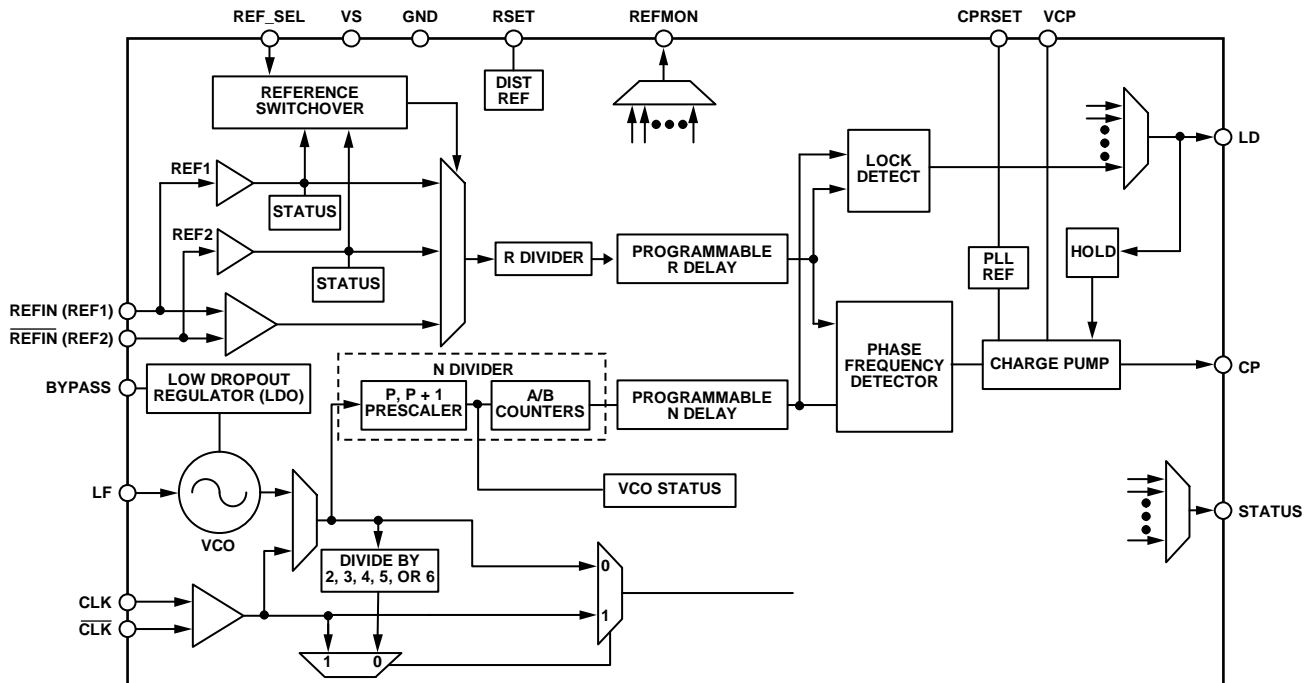 REF_SEL
VS
GND
RSET
REFMON
CPRSET
VCP
REFERENCE
SWITCHOVER
DIST
REF
LD
LOCK
DETECT
REF1
STATUS
REF2
STATUS
R DIVIDER
PROGRAMMABLE
R DELAY
PLL
REF
HOLD
REFIN (REF1)
REFIN (REF2)
PHASE
FREQUENCY
DETECTOR
CHARGE PUMP
CP
BYPASS
LOW DROPOUT
REGULATOR (LDO)
N DIVIDER
P, P + 1
PRESCALER
A/B
COUNTERS
PROGRAMMABLE
N DELAY
LF
VCO
VCO STATUS
STATUS
DIVIDE BY
2, 3, 4, 5, OR 6
0
1
CLK
CLK
1
0